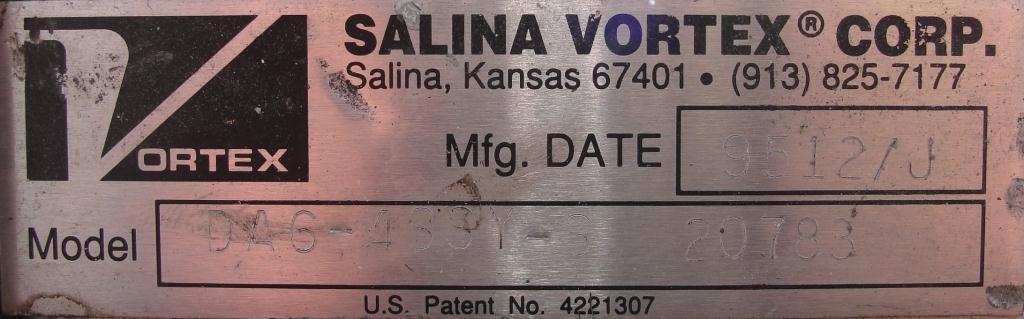 VORTEX
SALINA VORTEX® CORP.
Salina, Kansas 67401 • (913) 825-7177
Mfg. DATE 9512/J
Model 20783
U.S. Patent No. 4221307